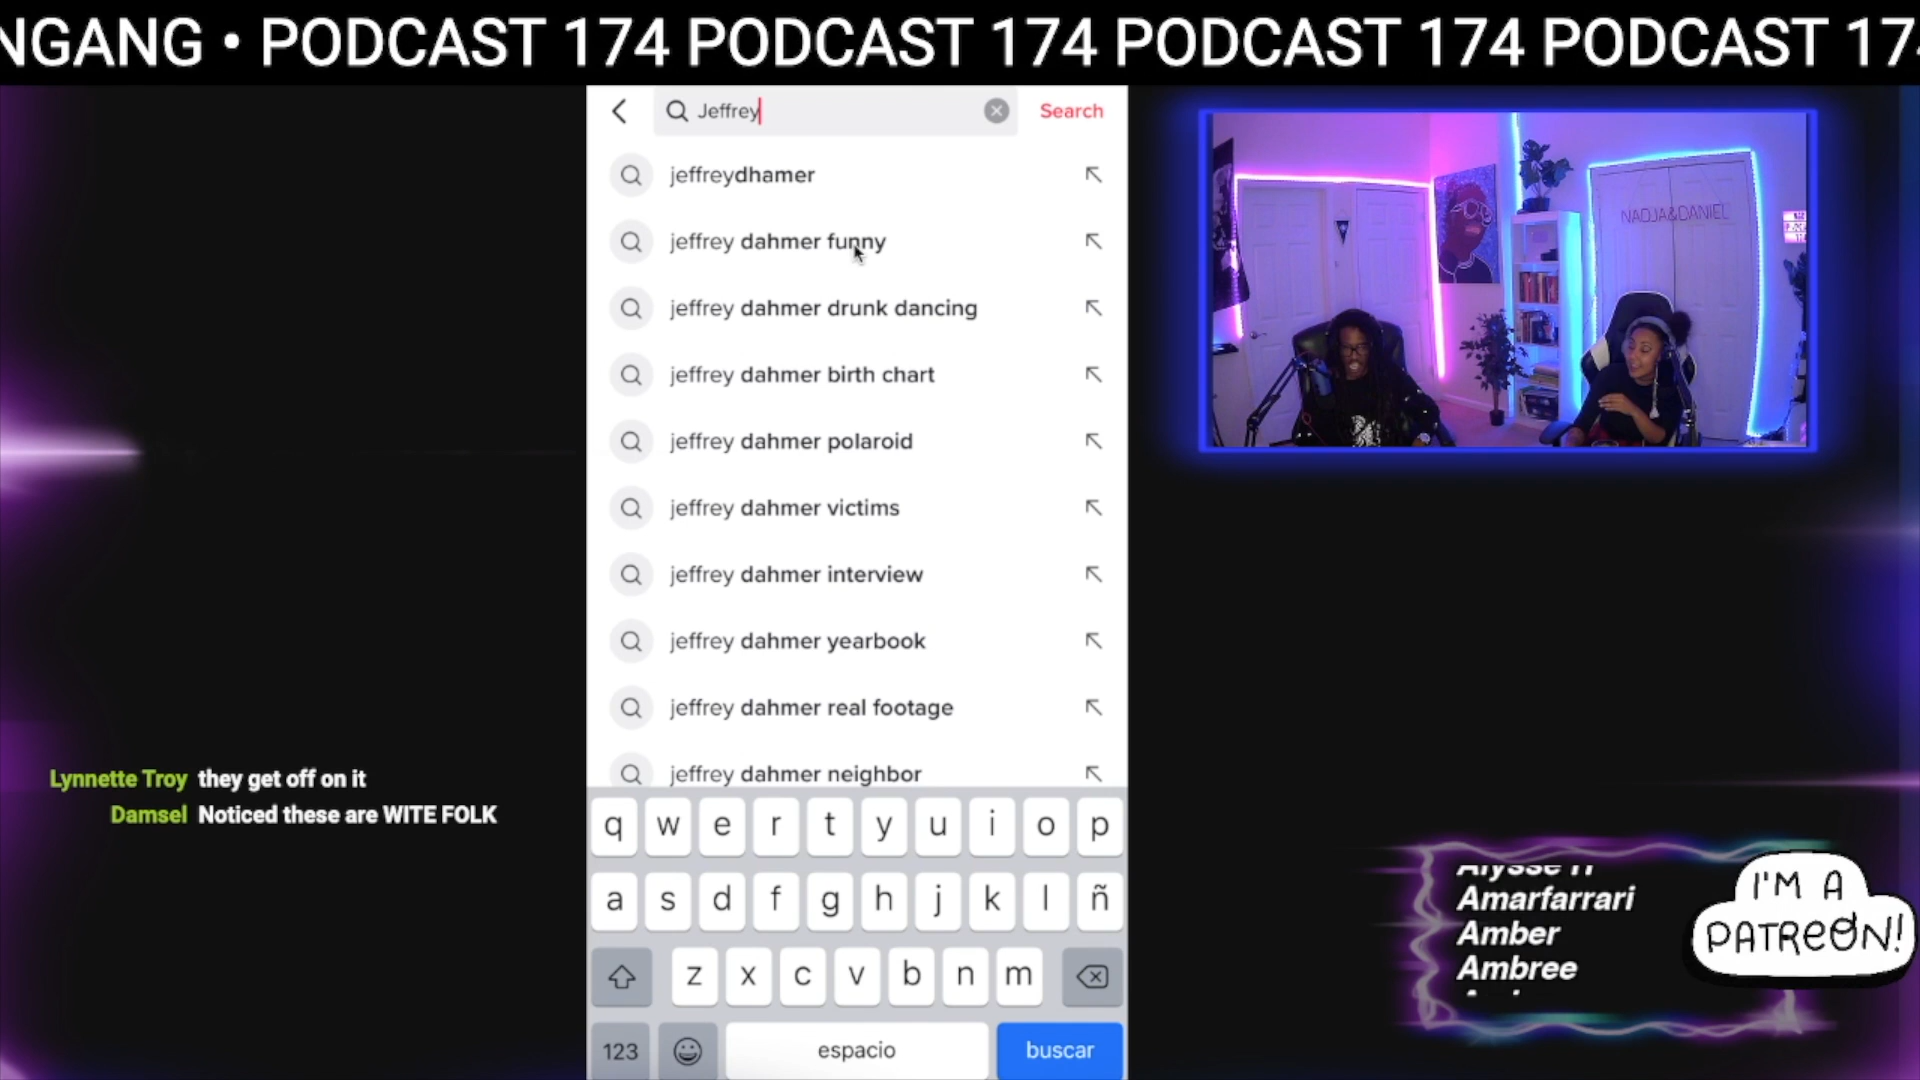 NGANG • PODCAST 174 PODCAST 174 PODCAST 174 PODCAST 174
Jeffrey
Search
jeffreydhamer
jeffrey dahmer funny
jeffrey dahmer drunk dancing
jeffrey dahmer birth chart
jeffrey dahmer polaroid
jeffrey dahmer victims
jeffrey dahmer interview
jeffrey dahmer yearbook
jeffrey dahmer real footage
jeffrey dahmer neighbor
q w e r t y u i o p
a s d f g h j k l ñ
z x c v b n m
123 espacio buscar
NADJA&DANIEL
Lynnette Troy they get off on it
Damsel Noticed these are WITE FOLK
Amarfarrari
Amber
Ambree
I'M A
PATREON!